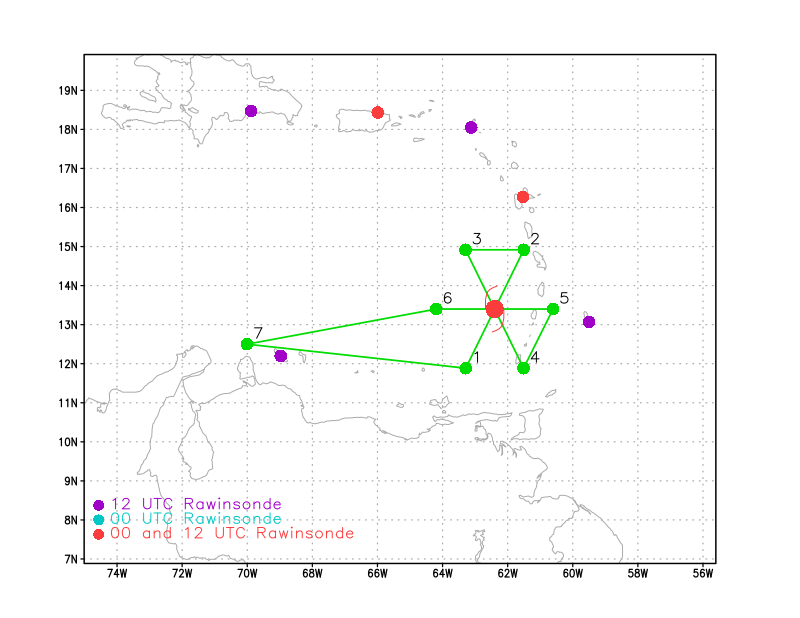 19N
18N
17N
16N
15N
3 2
14N
6 5
13N
7
12N
1 4
11N
10N
9N
12 UTC Rawinsonde
8N
00 UTC Rawinsonde
00 and 12 UTC Rawinsonde
7N
74W 72W 70W 68W 66W 64W 62W 60W 58W 56W